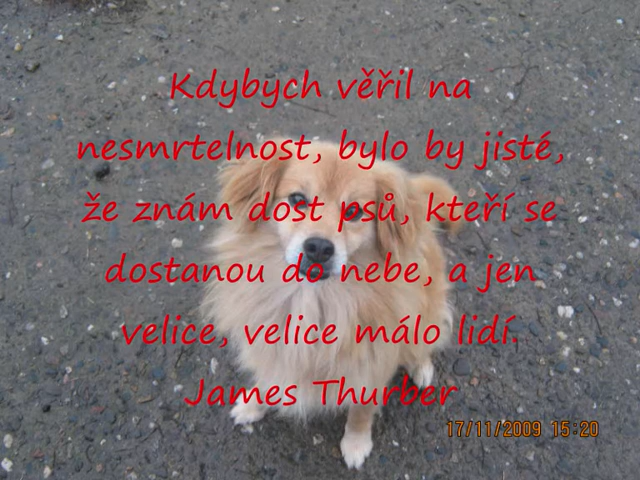 Kdybych věřil na
nesmrtelnost, bylo by jisté,
že znám dost psů, kteří se
dostanou do nebe, a jen
velice, velice málo lidí.
James Thurber
17/11/2009 15:20